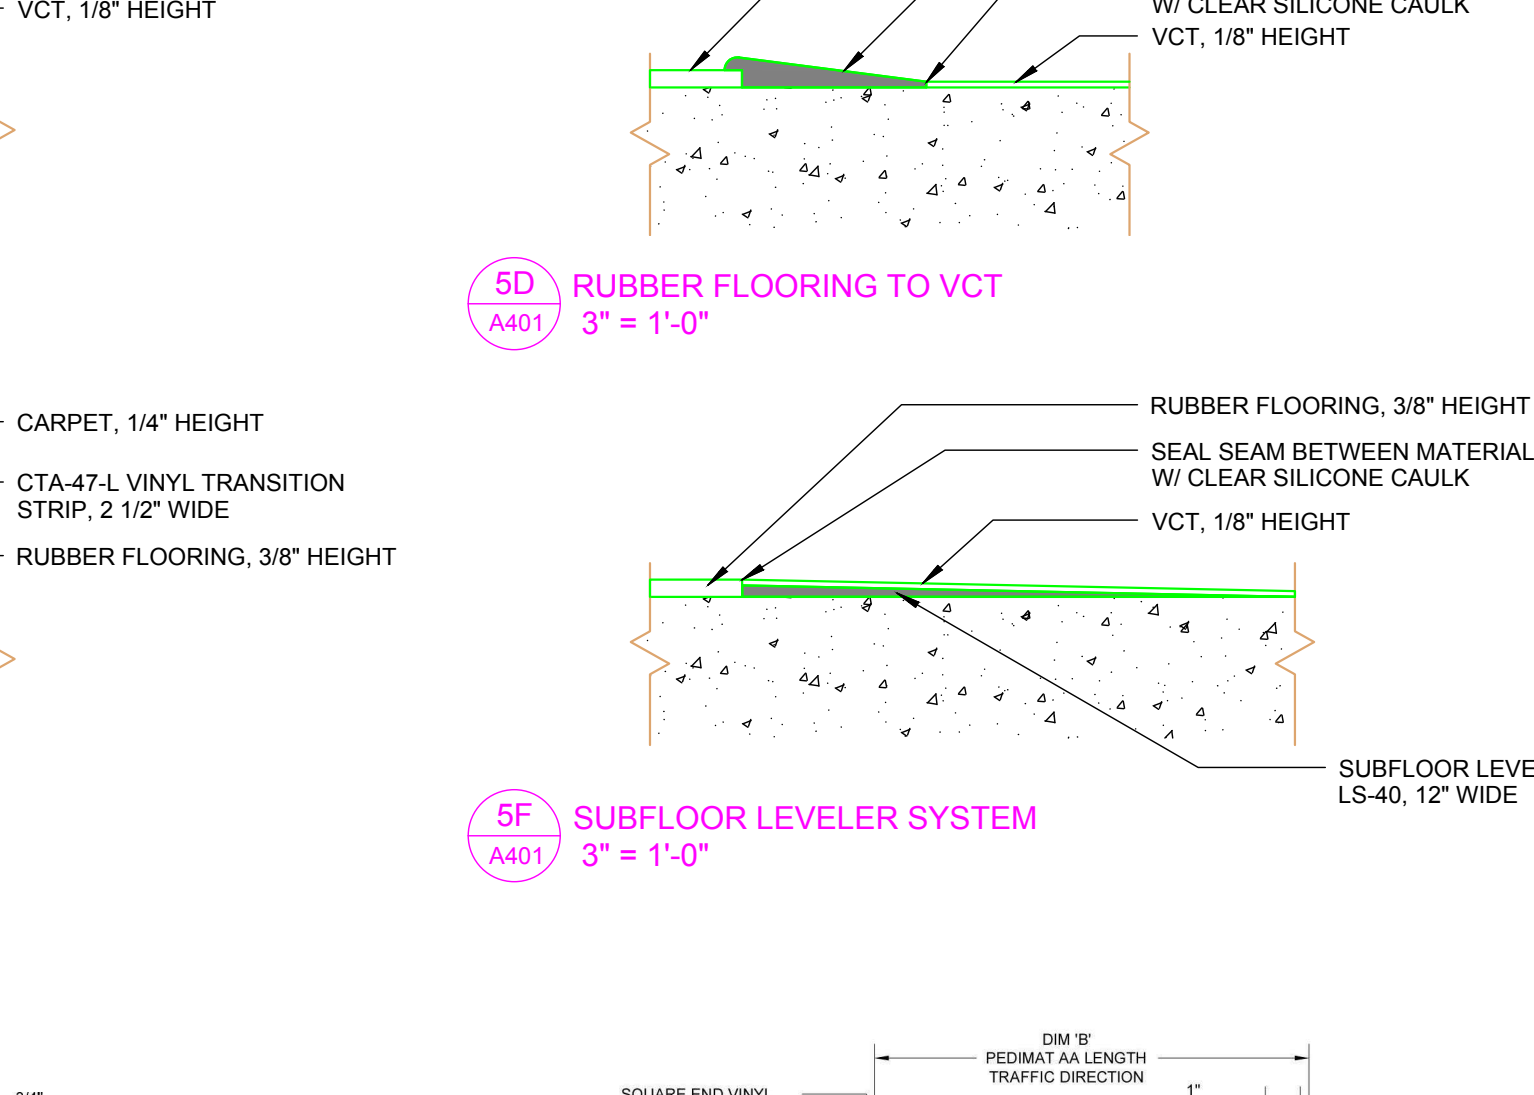 VCT, 1/8" HEIGHT
W/ CLEAR SILICONE CAULK
VCT, 1/8" HEIGHT
5D
A401
RUBBER FLOORING TO VCT
3" = 1'-0"
CARPET, 1/4" HEIGHT
CTA-47-L VINYL TRANSITION
STRIP, 2 1/2" WIDE
RUBBER FLOORING, 3/8" HEIGHT
RUBBER FLOORING, 3/8" HEIGHT
SEAL SEAM BETWEEN MATERIAL
W/ CLEAR SILICONE CAULK
VCT, 1/8" HEIGHT
SUBFLOOR LEVE
LS-40, 12" WIDE
5F
A401
SUBFLOOR LEVELER SYSTEM
3" = 1'-0"
DIM 'B'
PEDIMAT AA LENGTH
TRAFFIC DIRECTION
1"
SQUARE END VINYL
3/4"